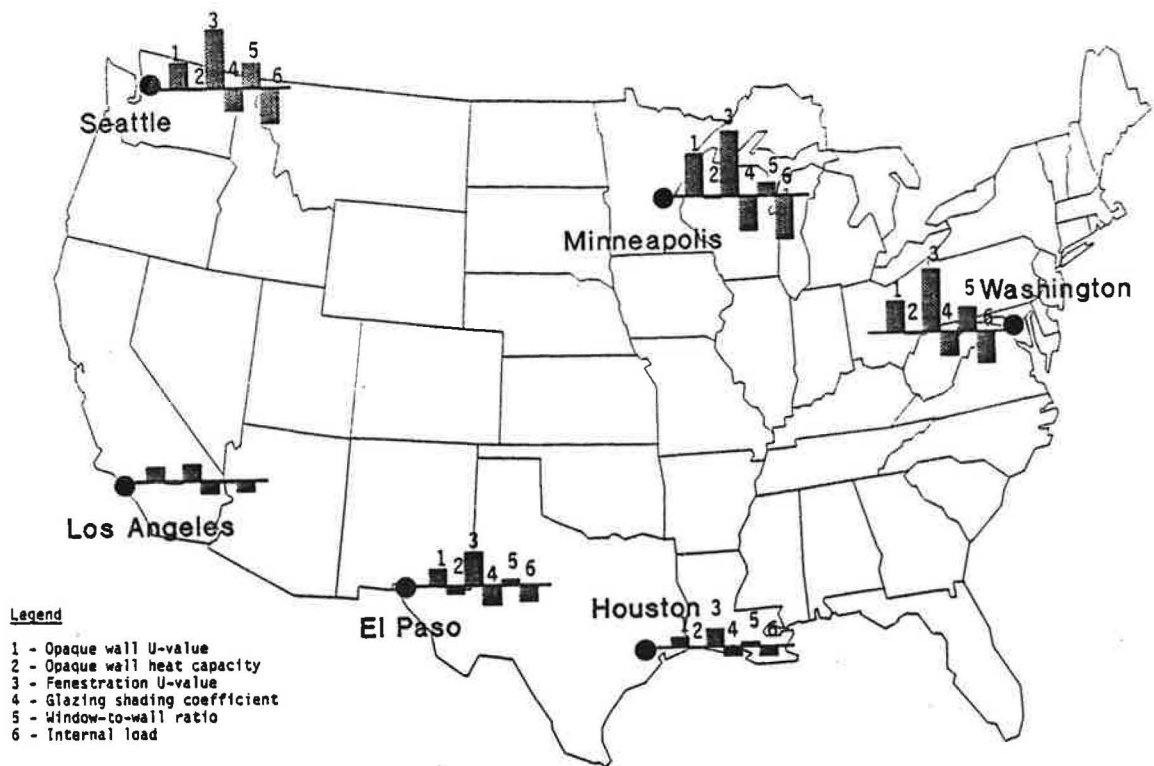 3
1
5
2
4
6
Seattle
3
1
5
2
4
6
Minneapolis
3
5 Washington
1
2
4
6
Los Angeles
3
1
5
2
4
6
El Paso
Houston 3
1
2
5
4
6
Legend
1 - Opaque wall U-value
2 - Opaque wall heat capacity
3 - Fenestration U-value
4 - Glazing shading coefficient
5 - Window-to-wall ratio
6 - Internal load